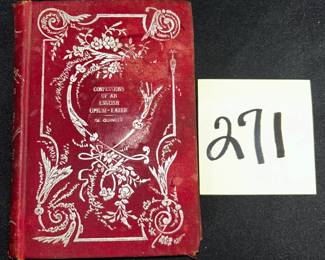 CONFESSIONS
OF AN
ENGLISH
OPIUM-EATER
DE QUINCEY
271